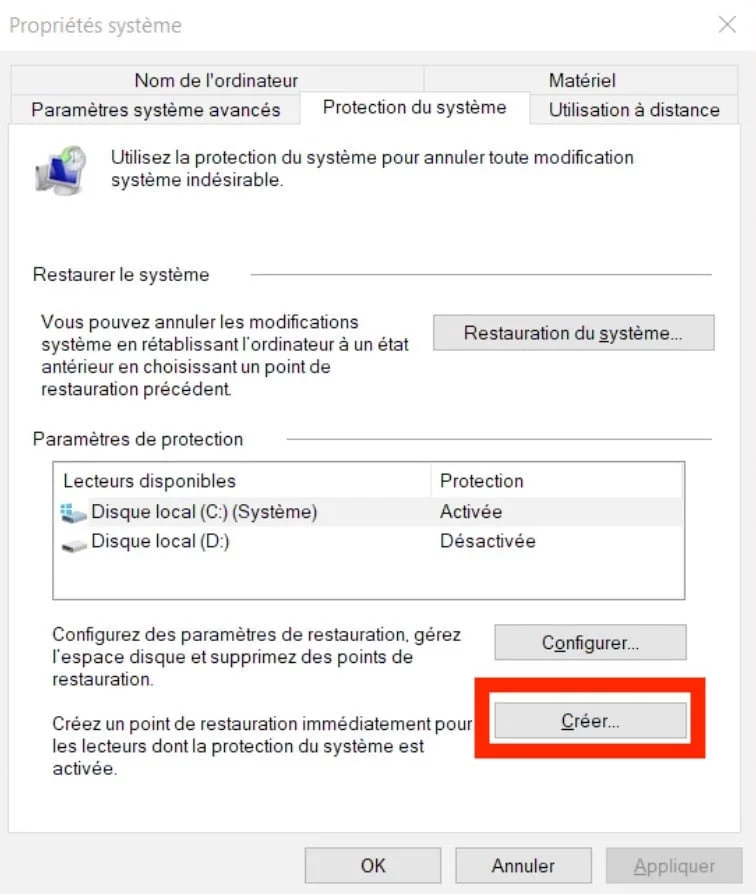 Propriétés système
Nom de l'ordinateur
Matériel
Paramètres système avancés
Protection du système
Utilisation à distance
Utilisez la protection du système pour annuler toute modification
système indésirable.
Restaurer le système
Vous pouvez annuler les modifications
système en rétablissant l'ordinateur à un état
antérieur en choisissant un point de
restauration précédent.
Restauration du système...
Paramètres de protection
Lecteurs disponibles
Protection
Disque local (C:) (Système)
Activée
Disque local (D:)
Désactivée
Configurez des paramètres de restauration, gérez
l'espace disque et supprimez des points de
restauration.
Configurer...
Créez un point de restauration immédiatement pour
les lecteurs dont la protection du système est
activée.
Créer...
OK
Annuler
Appliquer